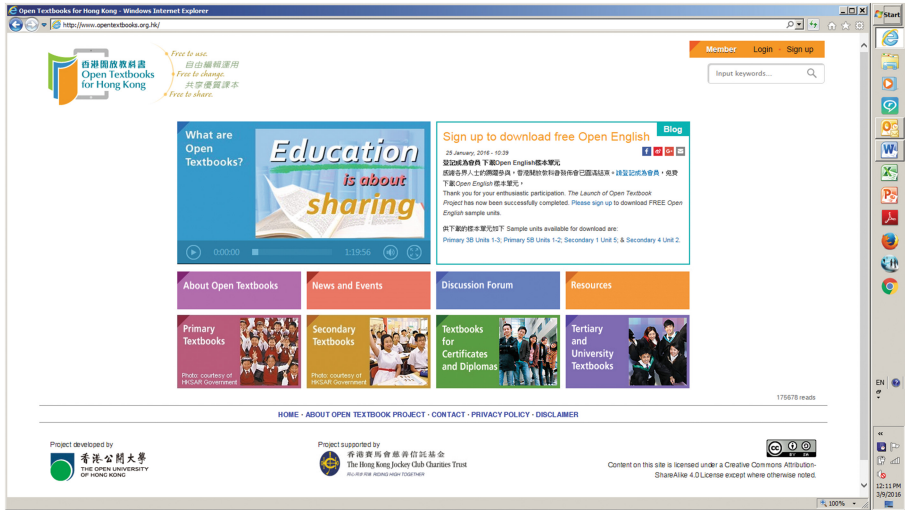 Open Textbooks for Hong Kong - Windows Internet Explorer
http://www.opentextbooks.org.hk/
Start
香港開放教科書
Open Textbooks
for Hong Kong
Free to use.
自由編輯運用
Free to change.
共享優質課本
Free to share.
Member Login · Sign up
Input keywords...
What are
Open
Textbooks?
Education
is about
sharing
0:00:00 1:19:56
Blog
Sign up to download free Open English
25 January, 2016 - 10:39
登記成為會員 下載Open English樣本單元
感謝各界人士的踴躍參與，香港開放教科書發佈會已圓滿結束。請登記成為會員，免費
下載Open English 樣本單元。
Thank you for your enthusiastic participation. The Launch of Open Textbook
Project has now been successfully completed. Please sign up to download FREE Open
English sample units.
供下載的樣本單元如下 Sample units available for download are:
Primary 3B Units 1-3; Primary 5B Units 1-2; Secondary 1 Unit 5; & Secondary 4 Unit 2.
About Open Textbooks
News and Events
Discussion Forum
Resources
Primary
Textbooks
Photo: courtesy of
HKSAR Government
Secondary
Textbooks
Photo: courtesy of
HKSAR Government
Textbooks
for
Certificates
and Diplomas
Tertiary
and
University
Textbooks
175678 reads
HOME · ABOUT OPEN TEXTBOOK PROJECT · CONTACT · PRIVACY POLICY · DISCLAIMER
Project developed by
香港公開大學
THE OPEN UNIVERSITY
OF HONG KONG
Project supported by
香港賽馬會慈善信託基金
The Hong Kong Jockey Club Charities Trust
RIDING HIGH TOGETHER
cc
BY SA
Content on this site is licensed under a Creative Commons Attribution-
ShareAlike 4.0 License except where otherwise noted.
100%
EN
12:11 PM
3/9/2016